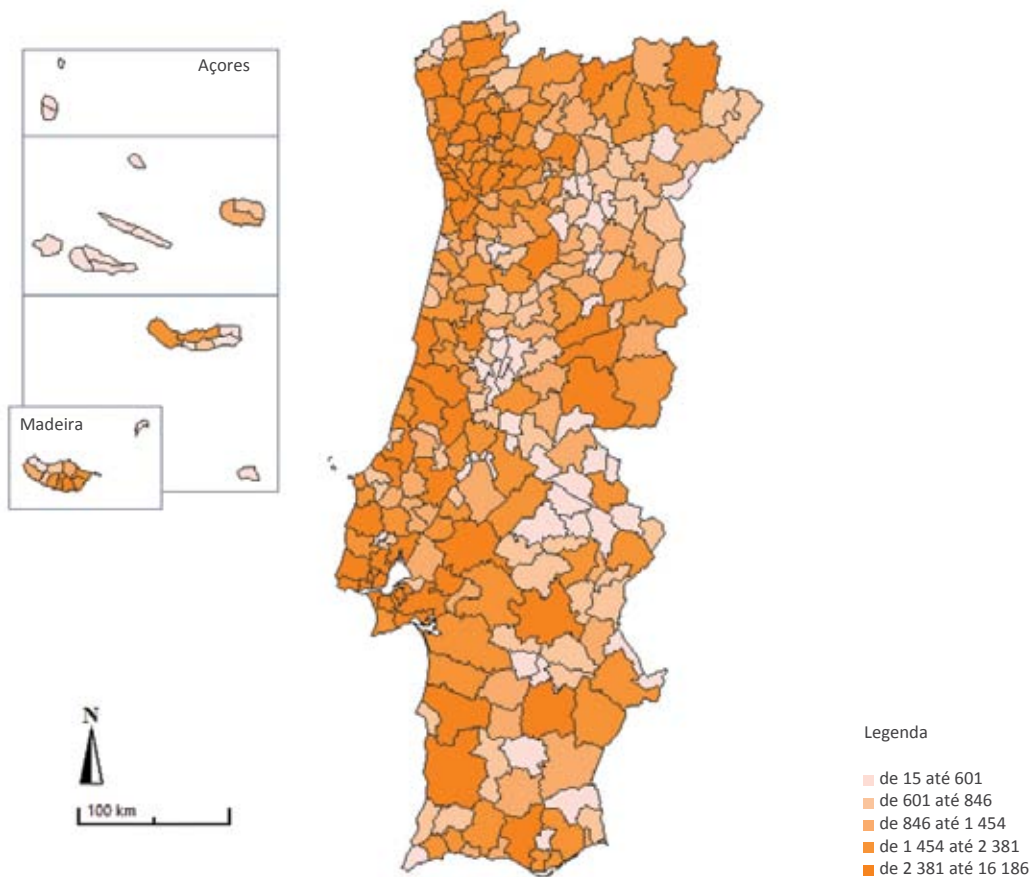 Açores
Madeira
N
100 km
Legenda
de 15 até 601
de 601 até 846
de 846 até 1 454
de 1 454 até 2 381
de 2 381 até 16 186